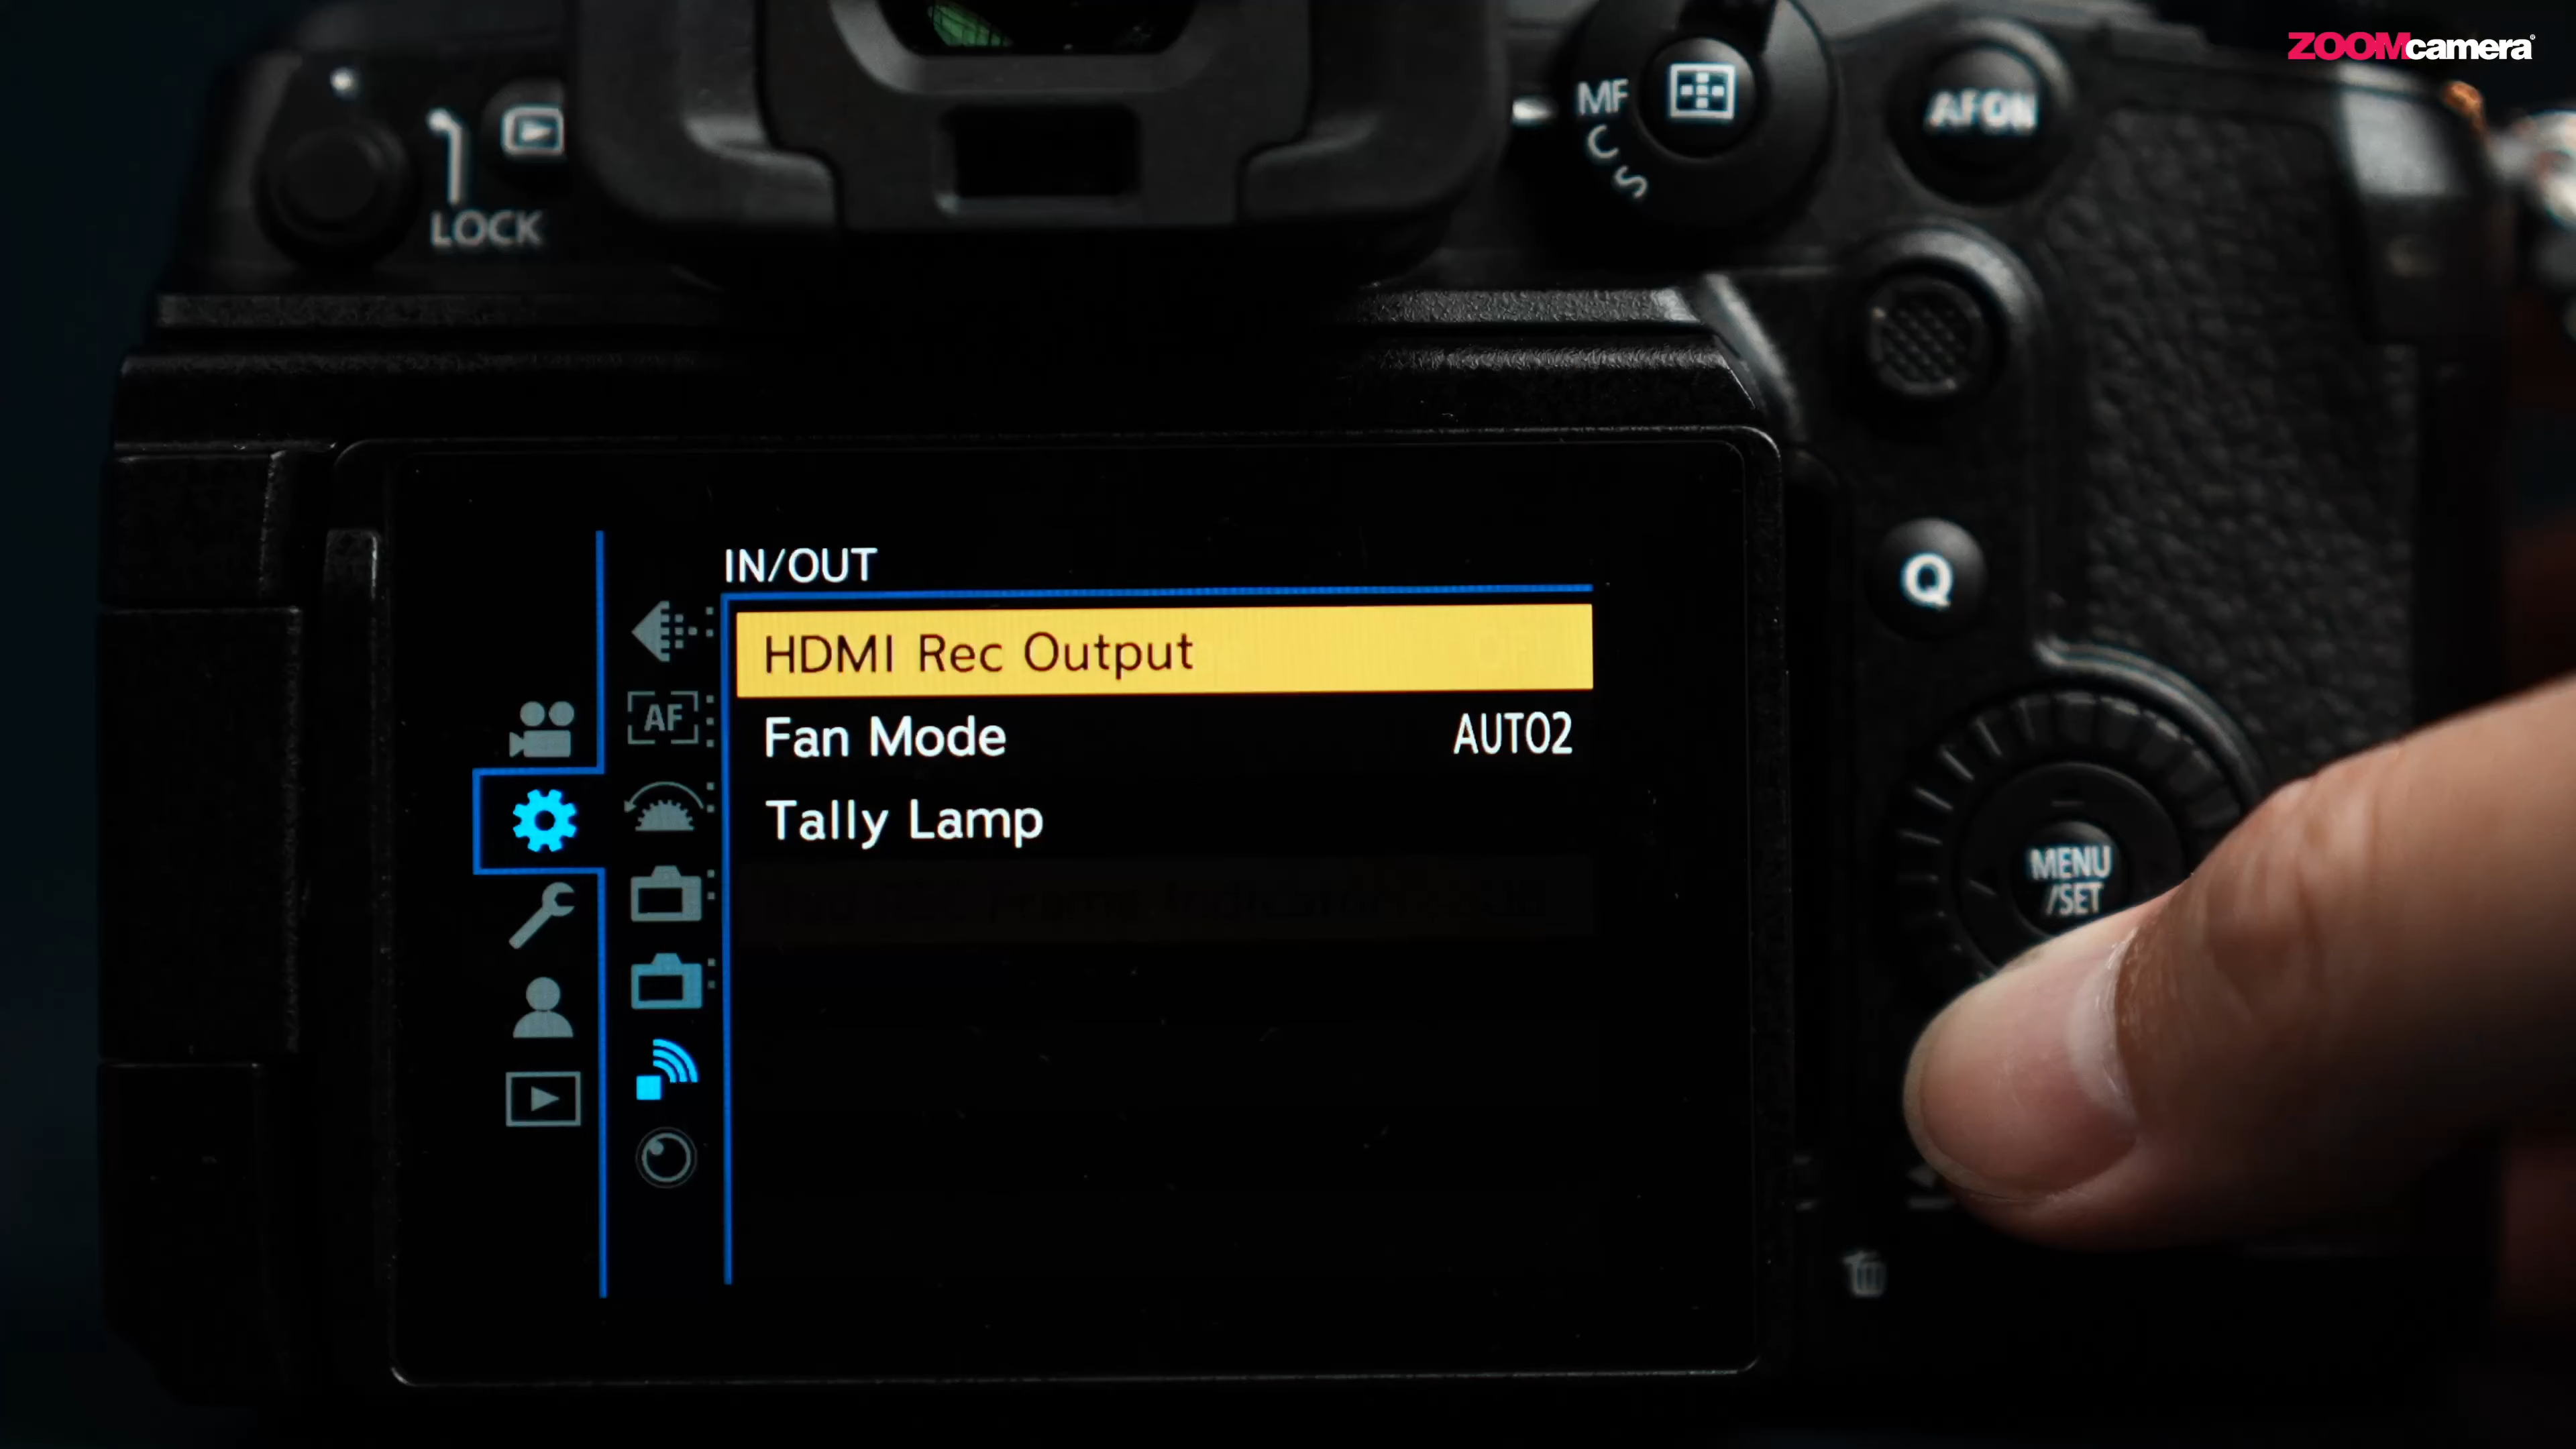 ZOOMcamera
MF
C
S
AF ON
LOCK
Q
IN/OUT
HDMI Rec Output
AF
Fan Mode AUTO2
Tally Lamp
MENU
/SET